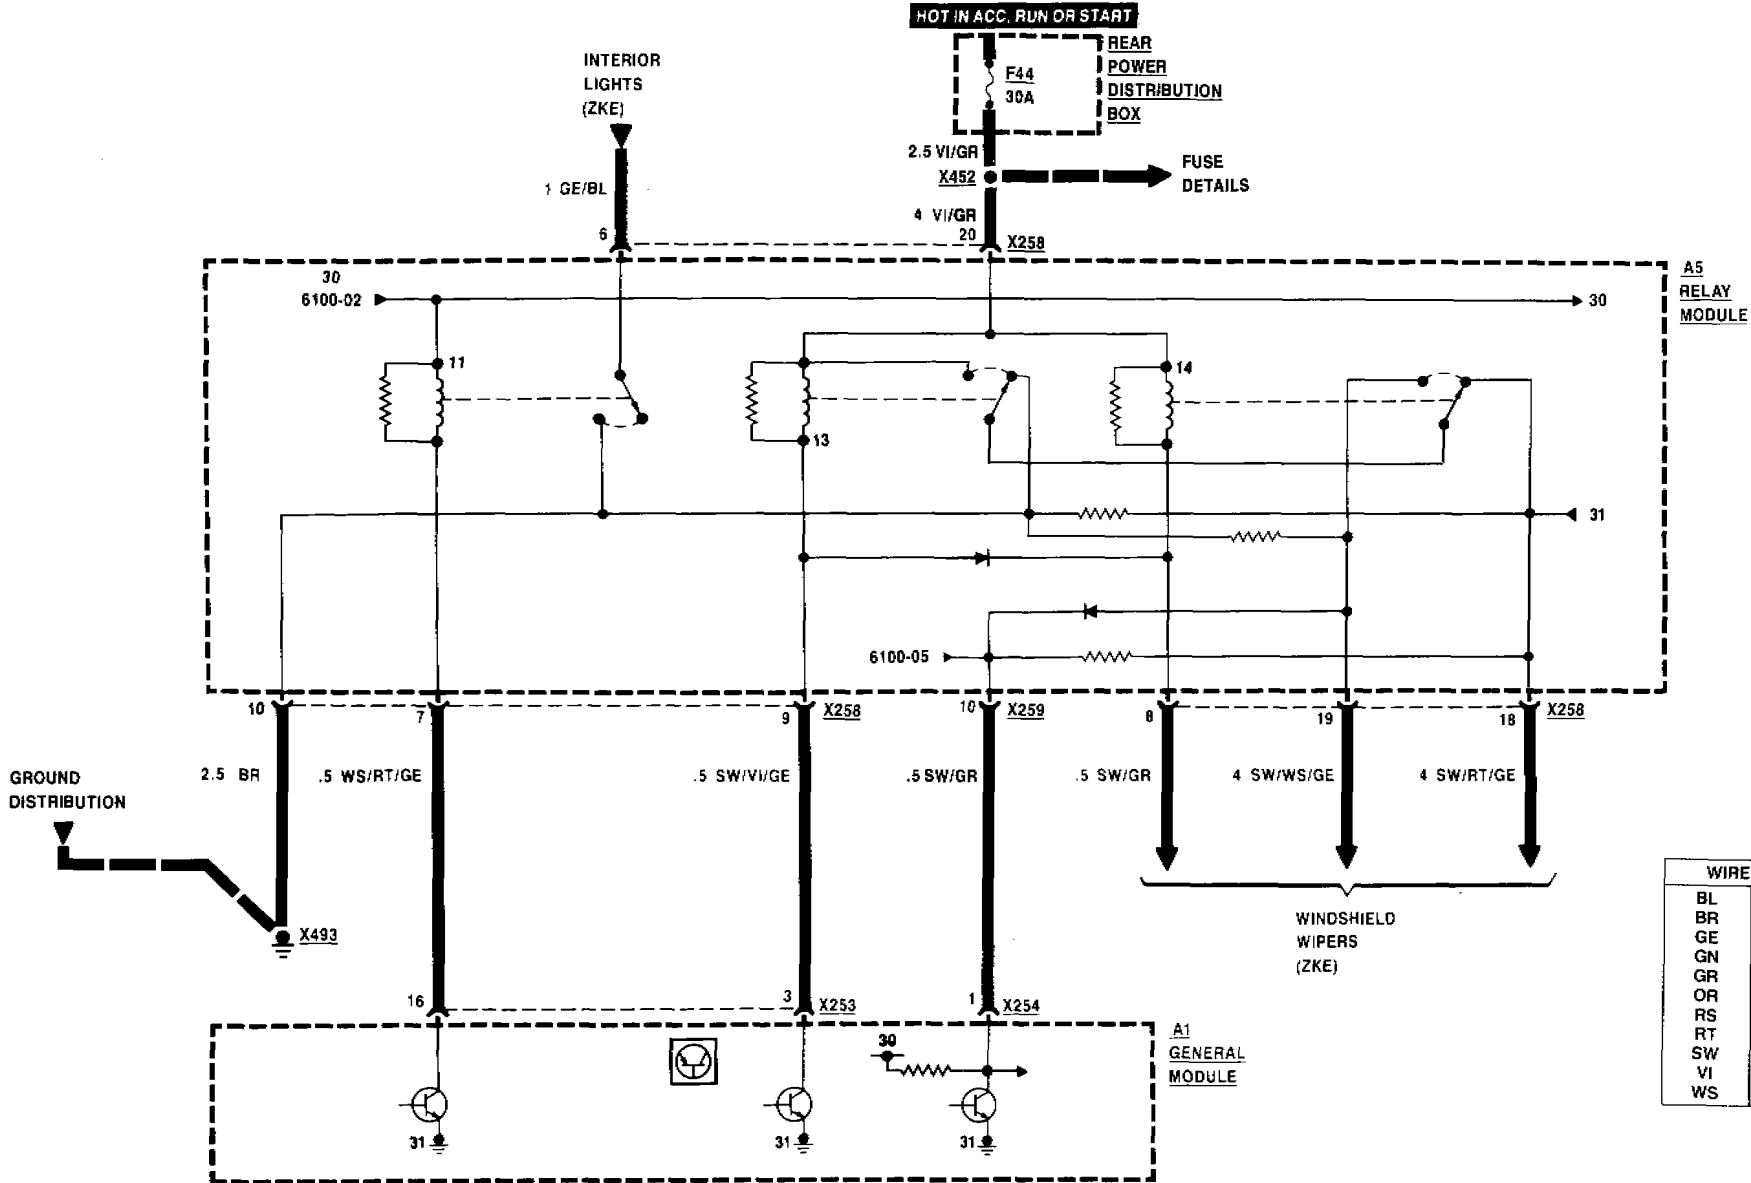 HOT IN ACC, RUN OR START
REAR
POWER
DISTRIBUTION
BOX
F44
30A
INTERIOR
LIGHTS
(ZKE)
2.5 VI/GR
X452
FUSE
DETAILS
1 GE/BL
4 VI/GR
6
20
X258
A5
RELAY
MODULE
30
6100-02
30
11
14
13
31
6100-05
10
7
9
X258
10
X259
8
19
18
X258
GROUND
DISTRIBUTION
2.5 BR
.5 WS/RT/GE
.5 SW/VI/GE
.5 SW/GR
.5 SW/GR
4 SW/WS/GE
4 SW/RT/GE
X493
WINDSHIELD
WIPERS
(ZKE)
WIRE
BL
BR
GE
GN
GR
OR
RS
RT
SW
VI
WS
16
3
X253
1
X254
A1
GENERAL
MODULE
30
31
31
31